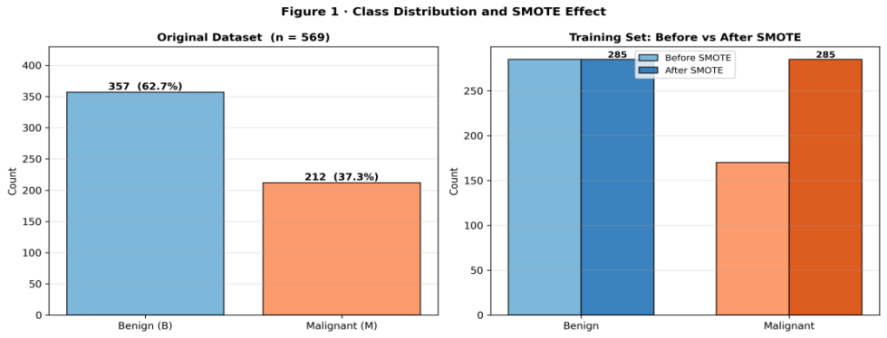 Figure 1 · Class Distribution and SMOTE Effect
Original Dataset (n = 569)
Count
400
350
300
250
200
150
100
50
0
357 (62.7%)
212 (37.3%)
Benign (B)
Malignant (M)
Training Set: Before vs After SMOTE
Count
250
200
150
100
50
0
285
285
Before SMOTE
After SMOTE
Benign
Malignant